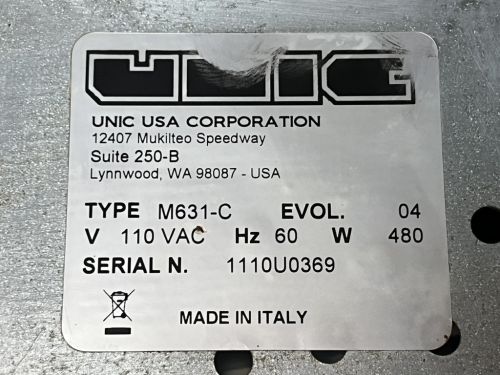 UNIC
UNIC USA CORPORATION
12407 Mukilteo Speedway
Suite 250-B
Lynnwood, WA 98087 - USA
TYPE M631-C EVOL. 04
V 110 VAC Hz 60 W 480
SERIAL N. 1110U0369
MADE IN ITALY